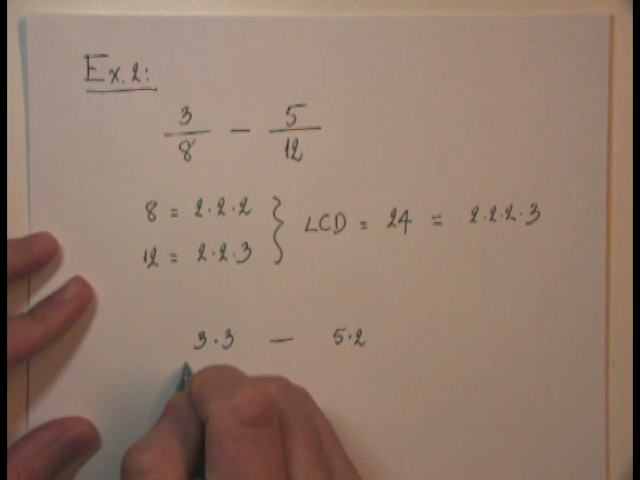 Ex. 2:
3/8 - 5/12
8 = 2·2·2
12 = 2·2·3 } LCD = 24 = 2·2·2·3
3·3 - 5·2